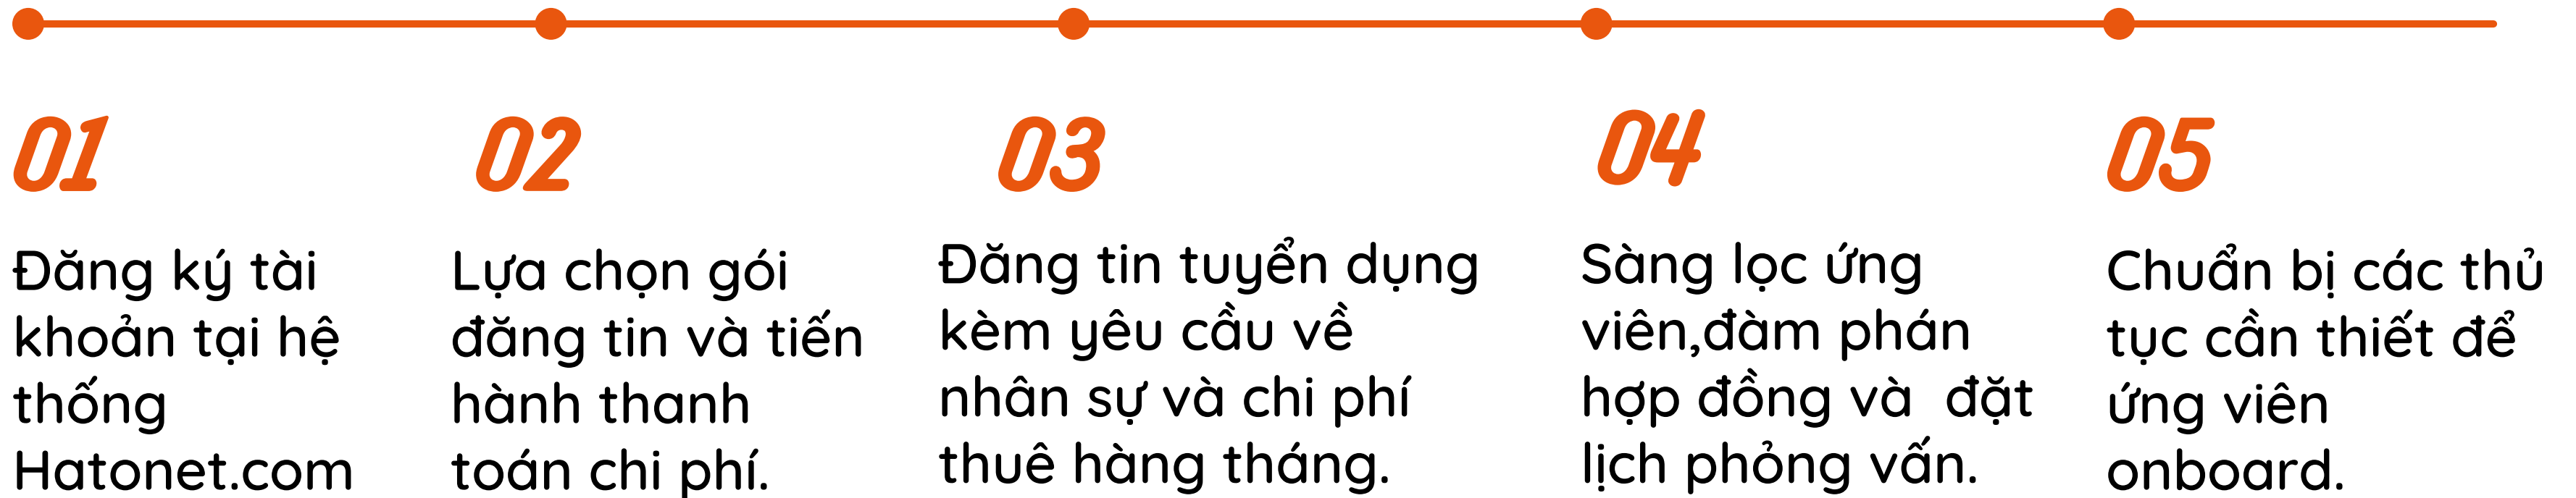 01
Đăng ký tài
khoản tại hệ
thống
Hatonet.com
02
Lựa chọn gói
đăng tin và tiến
hành thanh
toán chi phí.
03
Đăng tin tuyển dụng
kèm yêu cầu về
nhân sự và chi phí
thuê hàng tháng.
04
Sàng lọc ứng
viên,đàm phán
hợp đồng và  đặt
lịch phỏng vấn.
05
Chuẩn bị các thủ
tục cần thiết để
ứng viên
onboard.